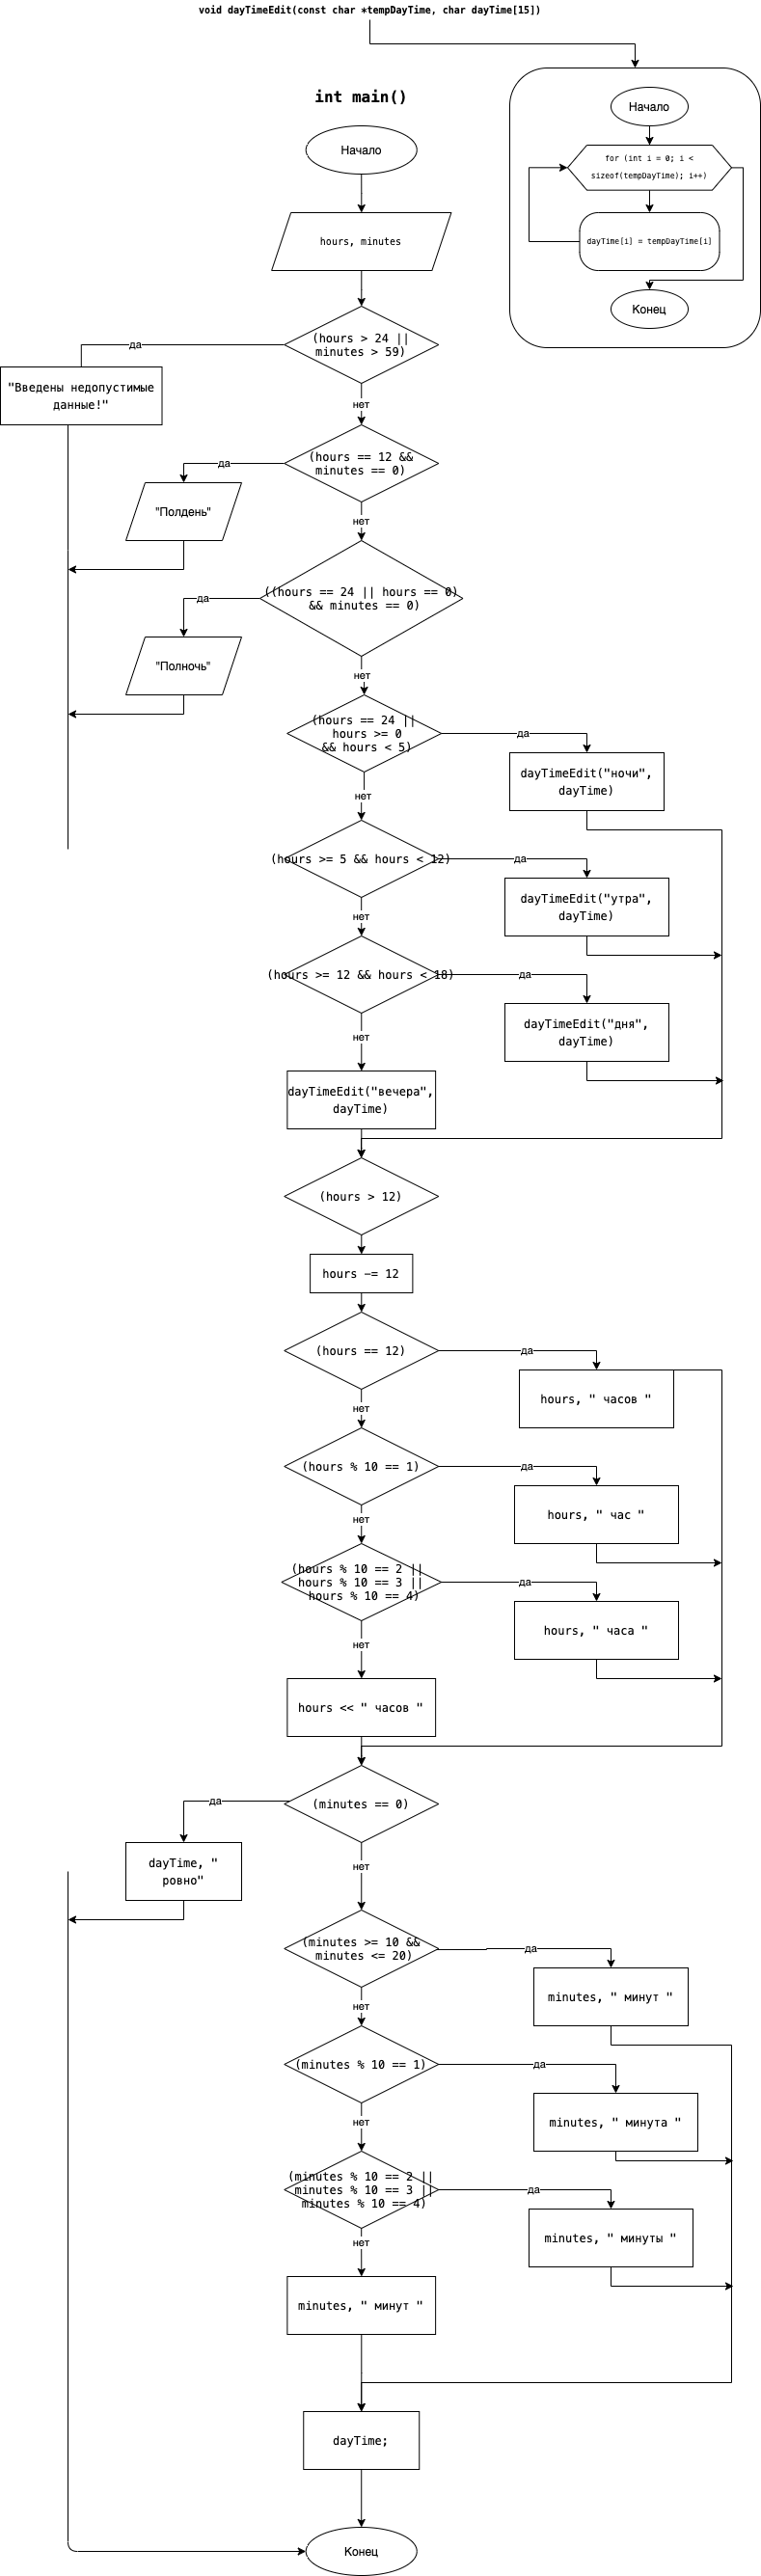 void dayTimeEdit(const char *tempDayTime, char dayTime[15])
Начало
for (int i = 0; i <
sizeof(tempDayTime); i++)
dayTime[i] = tempDayTime[i]
Конец
int main()
Начало
hours, minutes
(hours > 24 ||
minutes > 59)
да
"Введены недопустимые
данные!"
нет
(hours == 12 &&
minutes == 0)
да
"Полдень"
нет
((hours == 24 || hours == 0)
&& minutes == 0)
да
"Полночь"
нет
(hours == 24 ||
hours >= 0
&& hours < 5)
да
dayTimeEdit("ночи",
dayTime)
нет
(hours >= 5 && hours < 12)
да
dayTimeEdit("утра",
dayTime)
нет
(hours >= 12 && hours < 18)
да
dayTimeEdit("дня",
dayTime)
нет
dayTimeEdit("вечера",
dayTime)
(hours > 12)
hours -= 12
(hours == 12)
да
hours, " часов "
нет
(hours % 10 == 1)
да
hours, " час "
нет
(hours % 10 == 2 ||
hours % 10 == 3 ||
hours % 10 == 4)
да
hours, " часа "
нет
hours << " часов "
(minutes == 0)
да
dayTime, "
ровно"
нет
(minutes >= 10 &&
minutes <= 20)
да
minutes, " минут "
нет
(minutes % 10 == 1)
да
minutes, " минута "
нет
(minutes % 10 == 2 ||
minutes % 10 == 3 ||
minutes % 10 == 4)
да
minutes, " минуты "
нет
minutes, " минут "
dayTime;
Конец